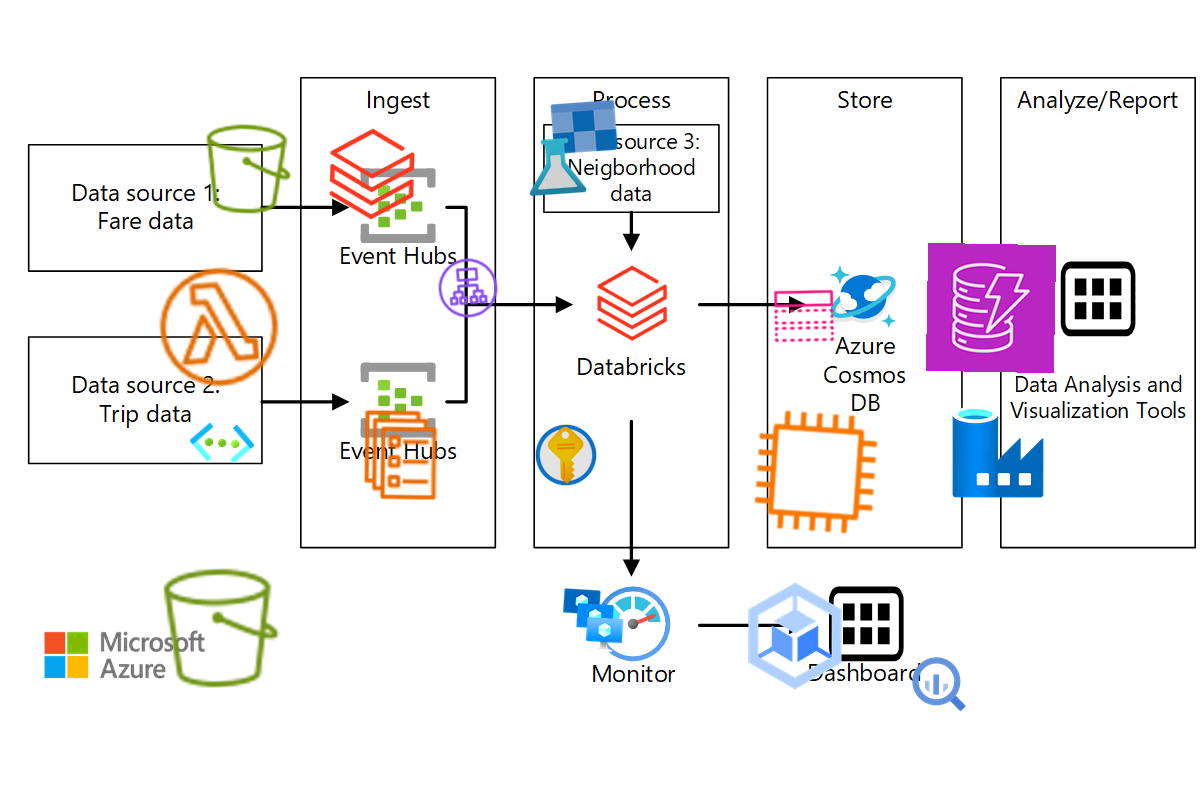 Ingest
Process
Store
Analyze/Report
Data source 1:
Fare data
source 3:
Neigborhood
data
Event Hubs
Databricks
Azure
Cosmos
DB
Data source 2:
Trip data
Event Hubs
Data Analysis and
Visualization Tools
Microsoft
Azure
Monitor
Dashboard